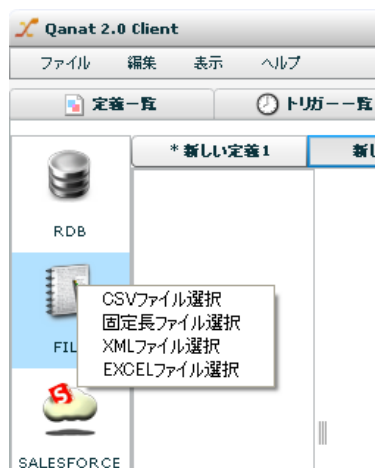 Qanat 2.0 Client
ファイル 編集 表示 ヘルプ
定義一覧 トリガー一覧
*新しい定義1 新し
RDB
CSVファイル選択
固定長ファイル選択
FIL XMLファイル選択
EXCELファイル選択
S
SALESFORCE